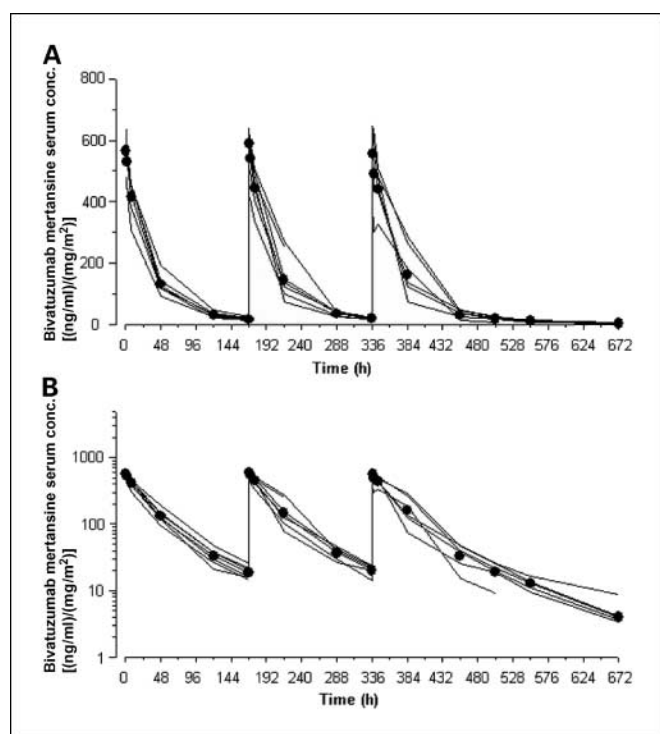 A
Bivatuzumab mertansine serum conc.
[(ng/ml)/(mg/m²)]
800
600
400
200
0
0 48 96 144 192 240 288 336 384 432 480 528 576 624 672
Time (h)
B
Bivatuzumab mertansine serum conc.
[(ng/ml)/(mg/m²)]
1000
100
10
1
0 48 96 144 192 240 288 336 384 432 480 528 576 624 672
Time (h)